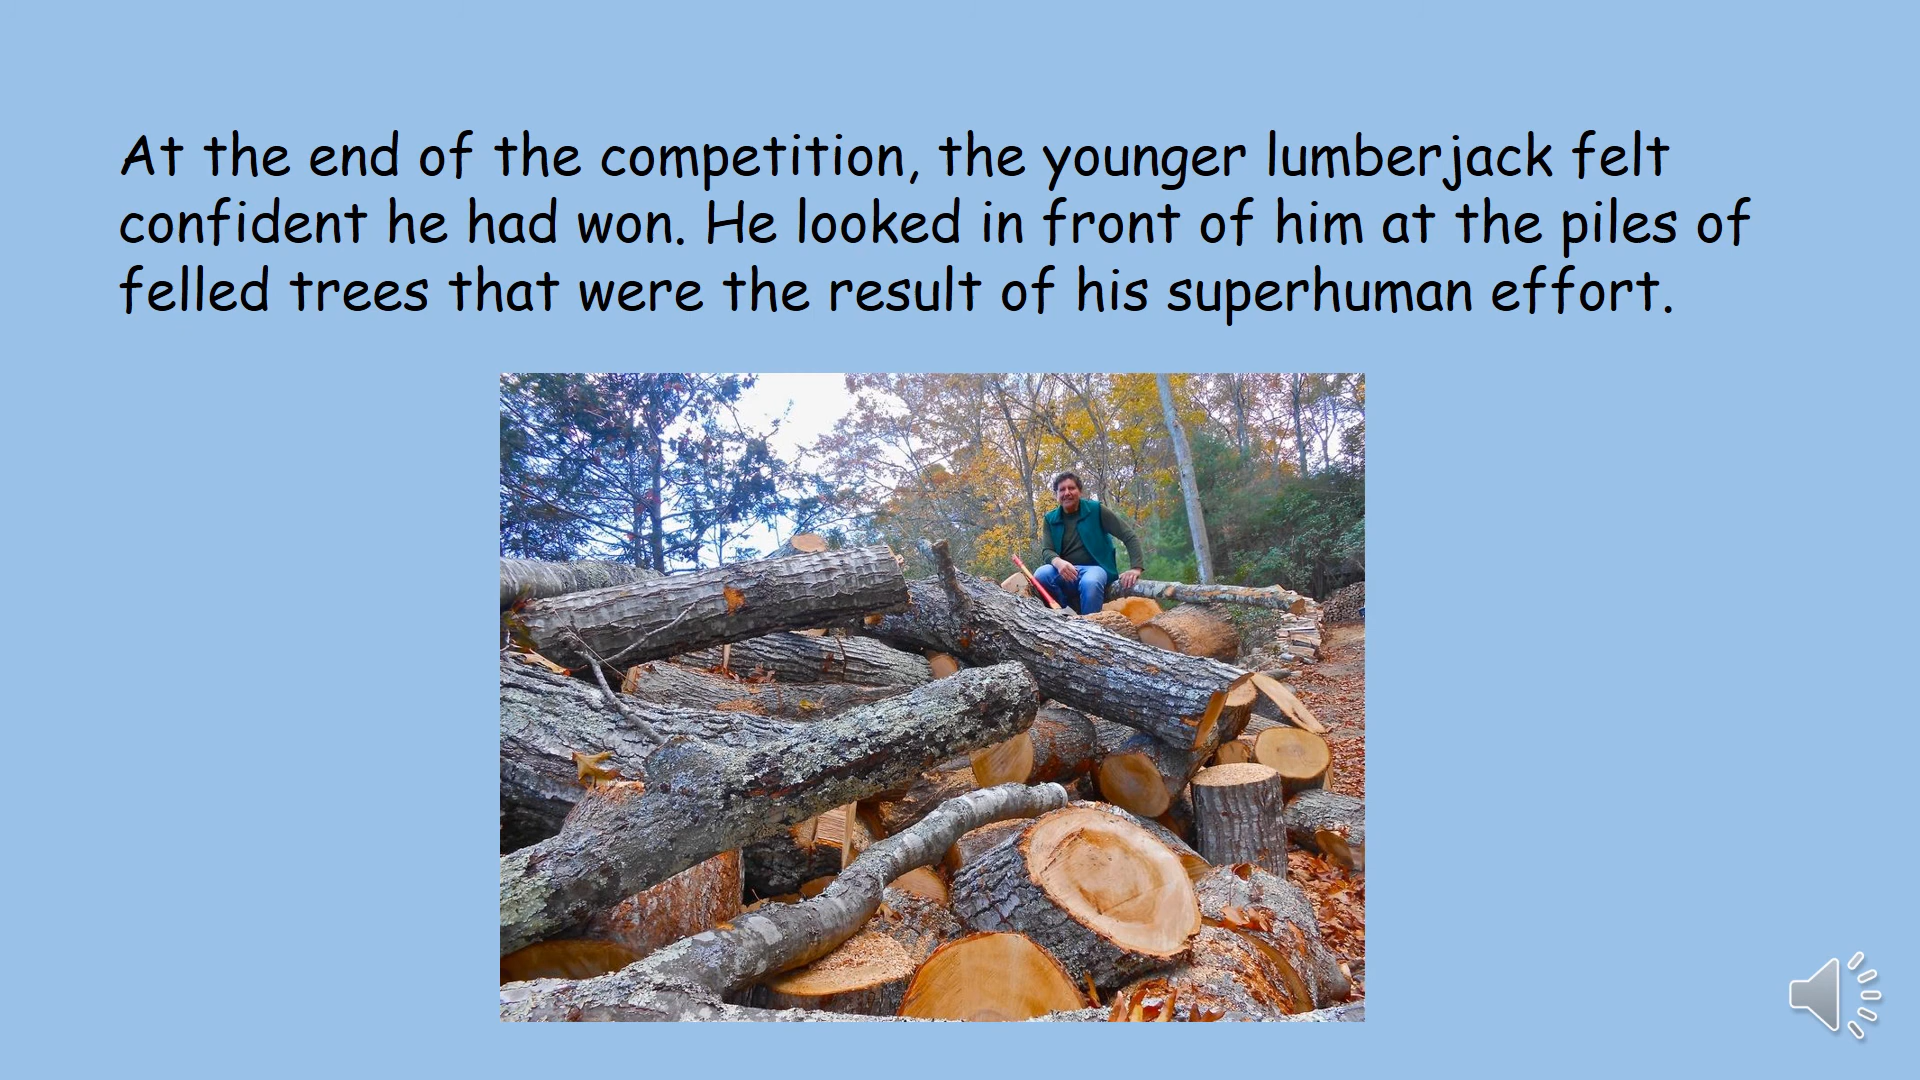 At the end of the competition, the younger lumberjack felt
confident he had won. He looked in front of him at the piles of
felled trees that were the result of his superhuman effort.